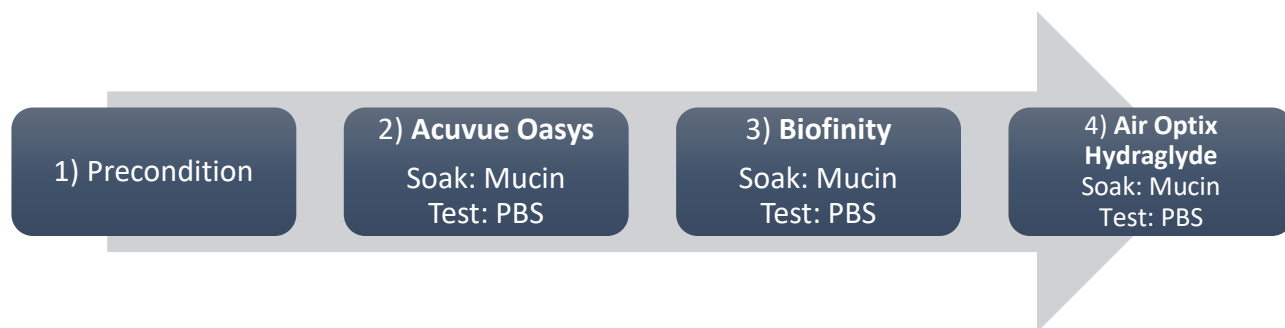 1) Precondition
2) Acuvue Oasys
Soak: Mucin
Test: PBS
3) Biofinity
Soak: Mucin
Test: PBS
4) Air Optix
Hydraglyde
Soak: Mucin
Test: PBS